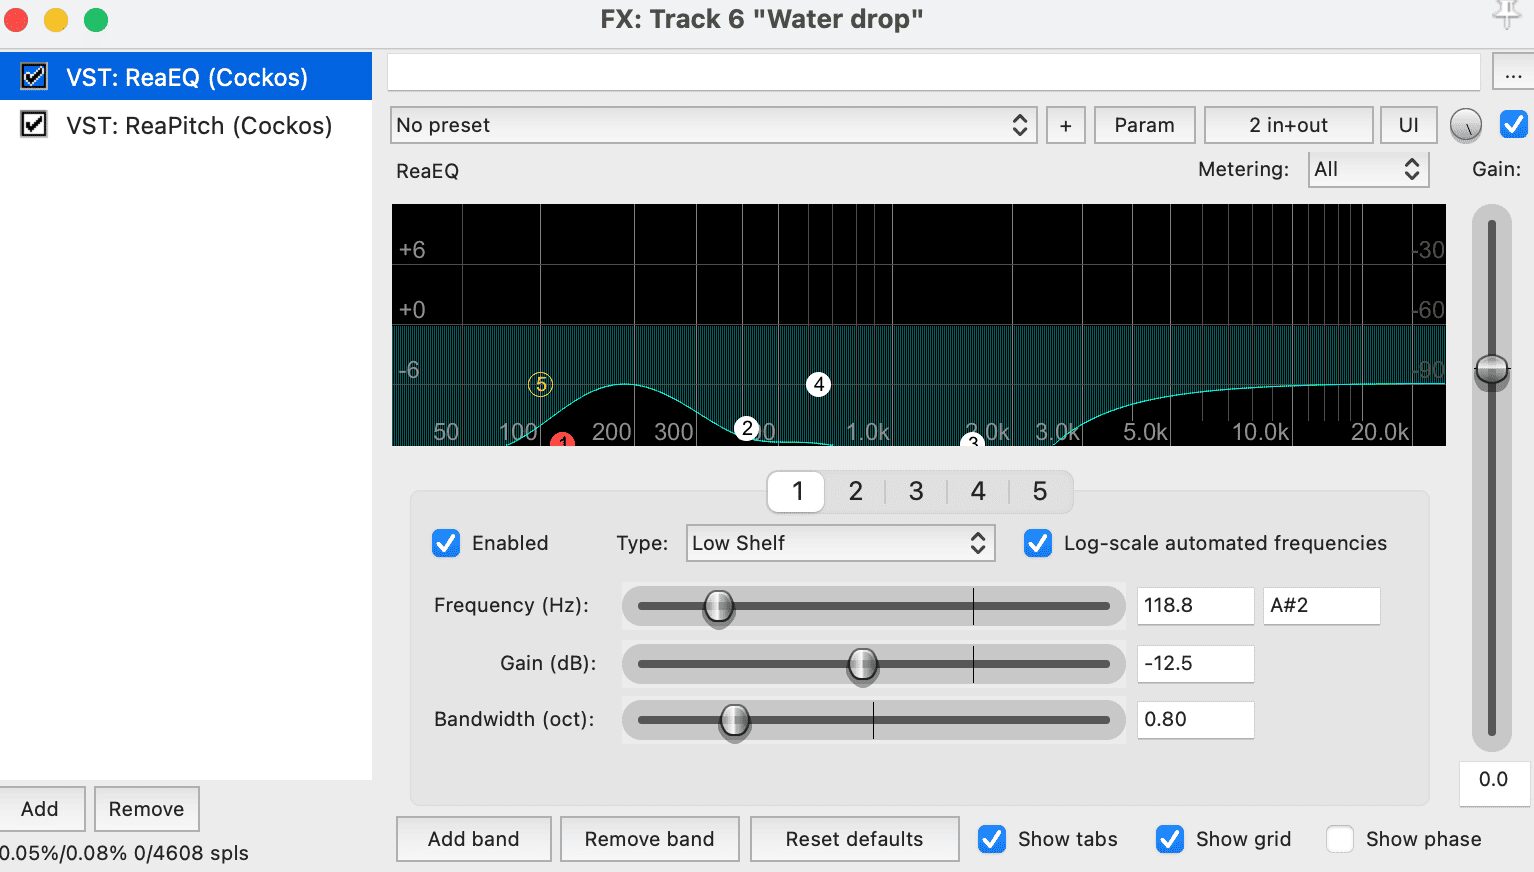 FX: Track 6 "Water drop"
VST: ReaEQ (Cockos)
VST: ReaPitch (Cockos)
...
No preset
+
Param
2 in+out
UI
ReaEQ
Metering:
All
Gain:
+6
-30
+0
-60
-6
-90
5
4
2
1
3
50
100
200
300
1.0k
2.0k
3.0k
5.0k
10.0k
20.0k
1 2 3 4 5
Enabled
Type:
Low Shelf
Log-scale automated frequencies
Frequency (Hz):
118.8
A#2
Gain (dB):
-12.5
Bandwidth (oct):
0.80
0.0
Add
Remove
Add band
Remove band
Reset defaults
Show tabs
Show grid
Show phase
0.05%/0.08% 0/4608 spls